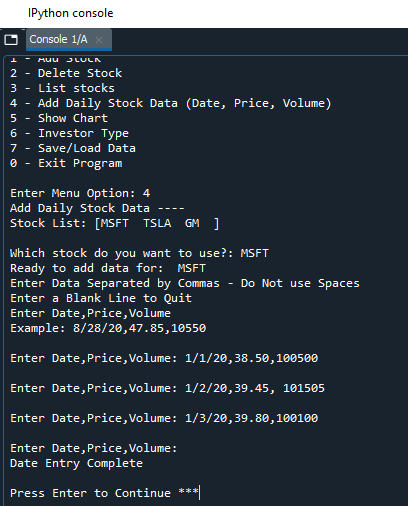 IPython console
Console 1/A
1 - Add Stock
2 - Delete Stock
3 - List stocks
4 - Add Daily Stock Data (Date, Price, Volume)
5 - Show Chart
6 - Investor Type
7 - Save/Load Data
0 - Exit Program
Enter Menu Option: 4
Add Daily Stock Data ----
Stock List: [MSFT  TSLA  GM  ]
Which stock do you want to use?: MSFT
Ready to add data for:  MSFT
Enter Data Separated by Commas - Do Not use Spaces
Enter a Blank Line to Quit
Enter Date,Price,Volume
Example: 8/28/20,47.85,10550
Enter Date,Price,Volume: 1/1/20,38.50,100500
Enter Date,Price,Volume: 1/2/20,39.45, 101505
Enter Date,Price,Volume: 1/3/20,39.80,100100
Enter Date,Price,Volume:
Date Entry Complete
Press Enter to Continue ***